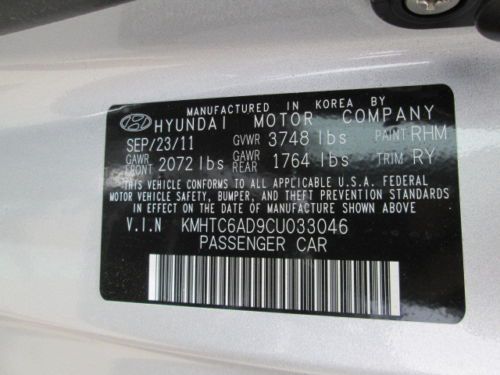 MANUFACTURED IN KOREA BY
HYUNDAI MOTOR COMPANY
SEP/23/11 GVWR 3748 lbs PAINT RHM
GAWR FRONT 2072 lbs GAWR REAR 1764 lbs TRIM RY
THIS VEHICLE CONFORMS TO ALL APPLICABLE U.S.A. FEDERAL
MOTOR VEHICLE SAFETY, BUMPER, AND THEFT PREVENTION STANDARDS
IN EFFECT ON THE DATE OF MANUFACTURE SHOWN ABOVE
V.I.N KMHTC6AD9CU033046
PASSENGER CAR